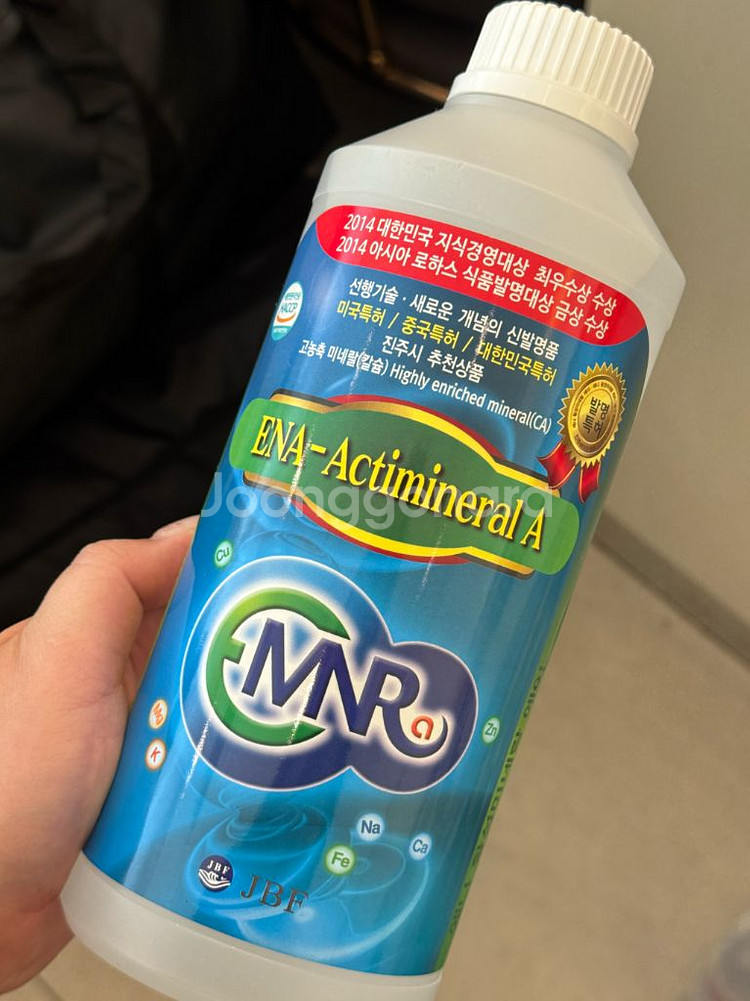 2014 대한민국 지식경영대상 최우수상 수상
2014 아시아 로하스 식품발명대상 금상 수상
HACCP
선행기술·새로운 개념의 신발명품
미국특허 / 중국특허 / 대한민국특허
진주시 추천상품
고농축 미네랄(칼슘) Highly enriched mineral(CA)
ENA-Actimineral A
Joonggonara
Cu
EMNRa
Mg
K
Zn
Na
Ca
Fe
JBF
JBF